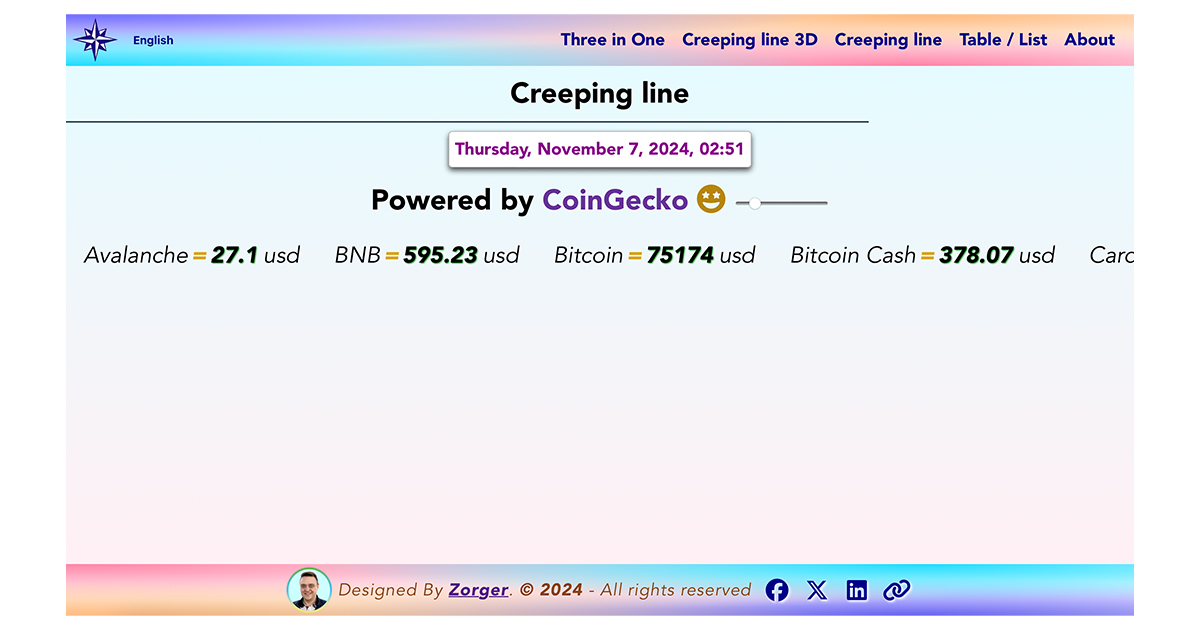 English Three in One Creeping line 3D Creeping line Table / List About
Creeping line
Thursday, November 7, 2024, 02:51
Powered by CoinGecko
Avalanche = 27.1 usd BNB = 595.23 usd Bitcoin = 75174 usd Bitcoin Cash = 378.07 usd
Designed By Zorger. © 2024 - All rights reserved